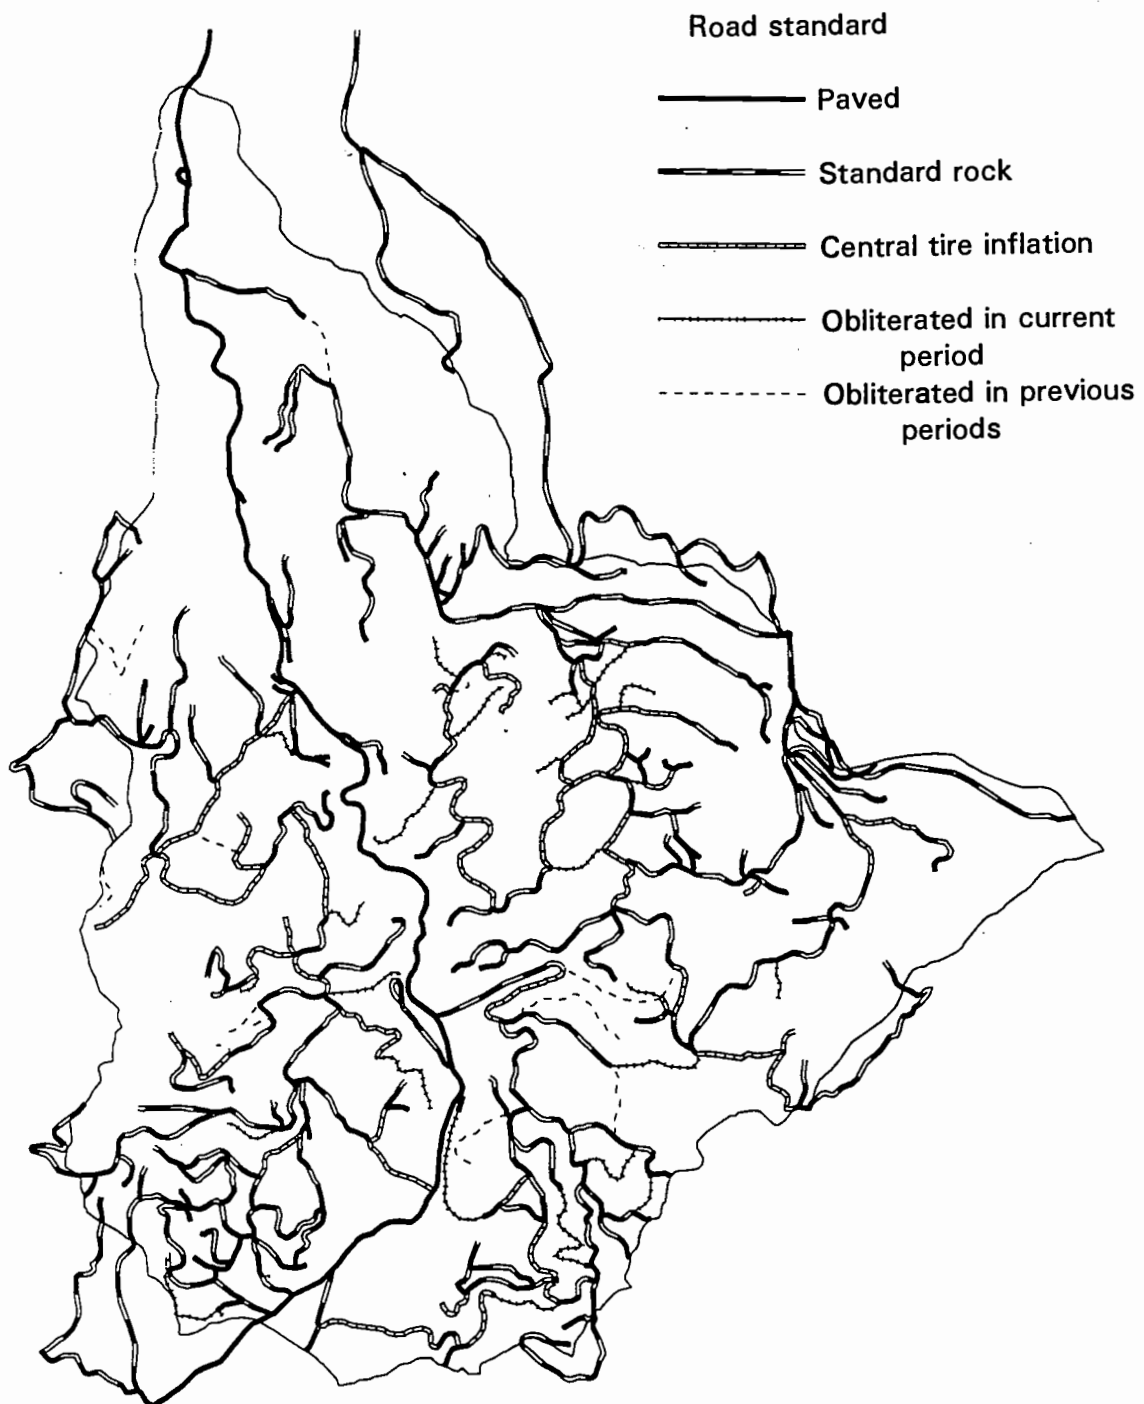 Road standard
Paved
Standard rock
Central tire inflation
Obliterated in current
period
Obliterated in previous
periods